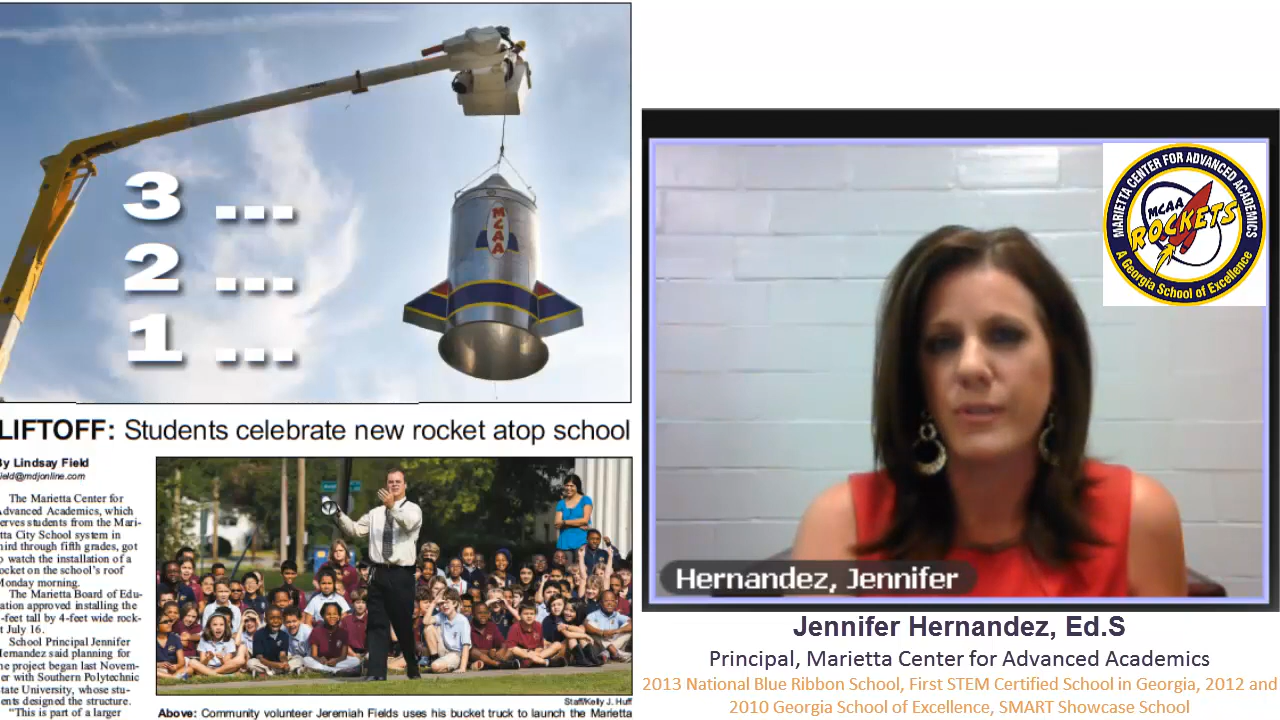 3 ...
2 ...
1 ...
MCAA
LIFTOFF: Students celebrate new rocket atop school
By Lindsay Field
field@mdjonline.com
The Marietta Center for
Advanced Academics, which
serves students from the Mari-
etta City School system in
third through fifth grades, got
to watch the installation of a
rocket on the school's roof
Monday morning.
The Marietta Board of Edu-
cation approved installing the
-feet tall by 4-feet wide rock-
et July 16.
School Principal Jennifer
Hernandez said planning for
the project began last Novem-
ber with Southern Polytechnic
State University, whose stu-
dents designed the structure.
"This is part of a larger
Staff/Kelly J. Huff
Above: Community volunteer Jeremiah Fields uses his bucket truck to launch the Marietta
MARIETTA CENTER FOR ADVANCED ACADEMICS
MCAA
ROCKETS
A Georgia School of Excellence
Hernandez, Jennifer
Jennifer Hernandez, Ed.S
Principal, Marietta Center for Advanced Academics
2013 National Blue Ribbon School, First STEM Certified School in Georgia, 2012 and
2010 Georgia School of Excellence, SMART Showcase School